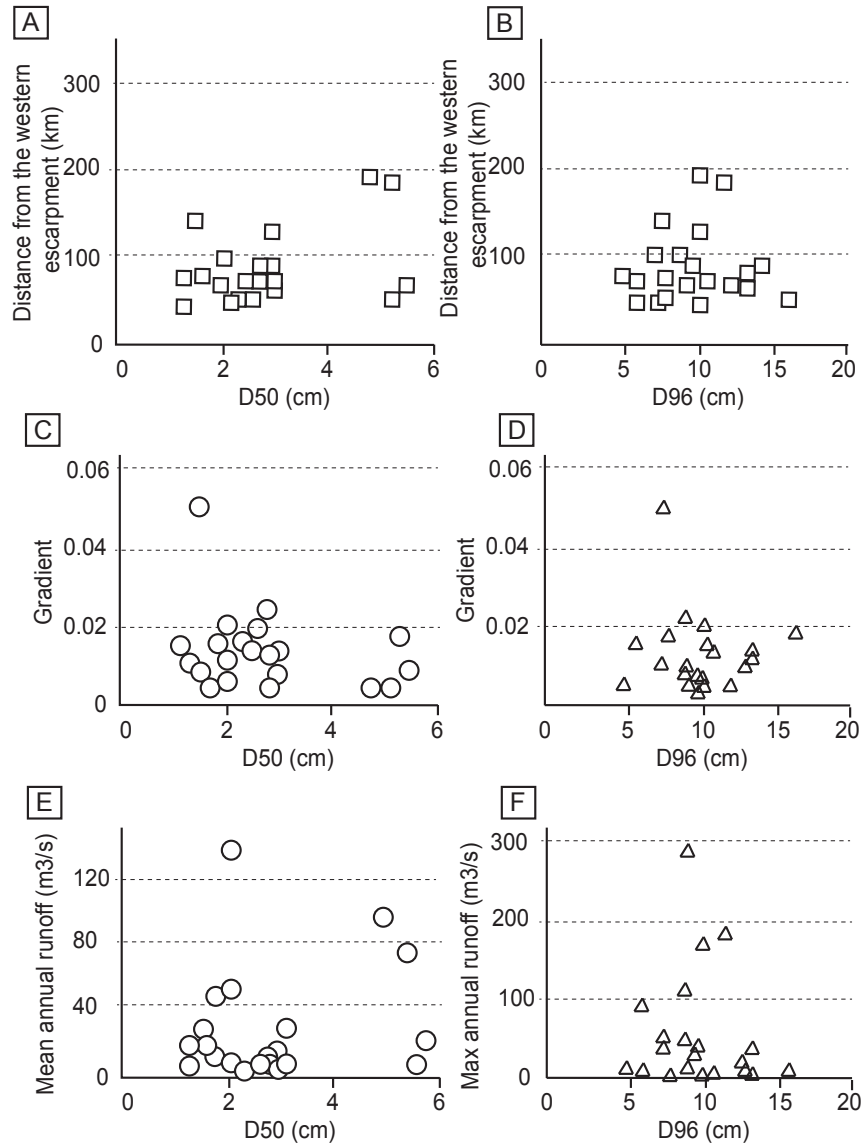 A
B
Distance from the western
escarpment (km)
300
200
100
0
0
2
4
6
D50 (cm)
Distance from the western
escarpment (km)
300
200
100
0
0
5
10
15
20
D96 (cm)
C
D
Gradient
0.06
0.04
0.02
0
0
2
4
6
D50 (cm)
Gradient
0.06
0.04
0.02
0
0
5
10
15
20
D96 (cm)
E
F
Mean annual runoff (m3/s)
120
80
40
0
0
2
4
6
D50 (cm)
Max annual runoff (m3/s)
300
200
100
0
0
5
10
15
20
D96 (cm)